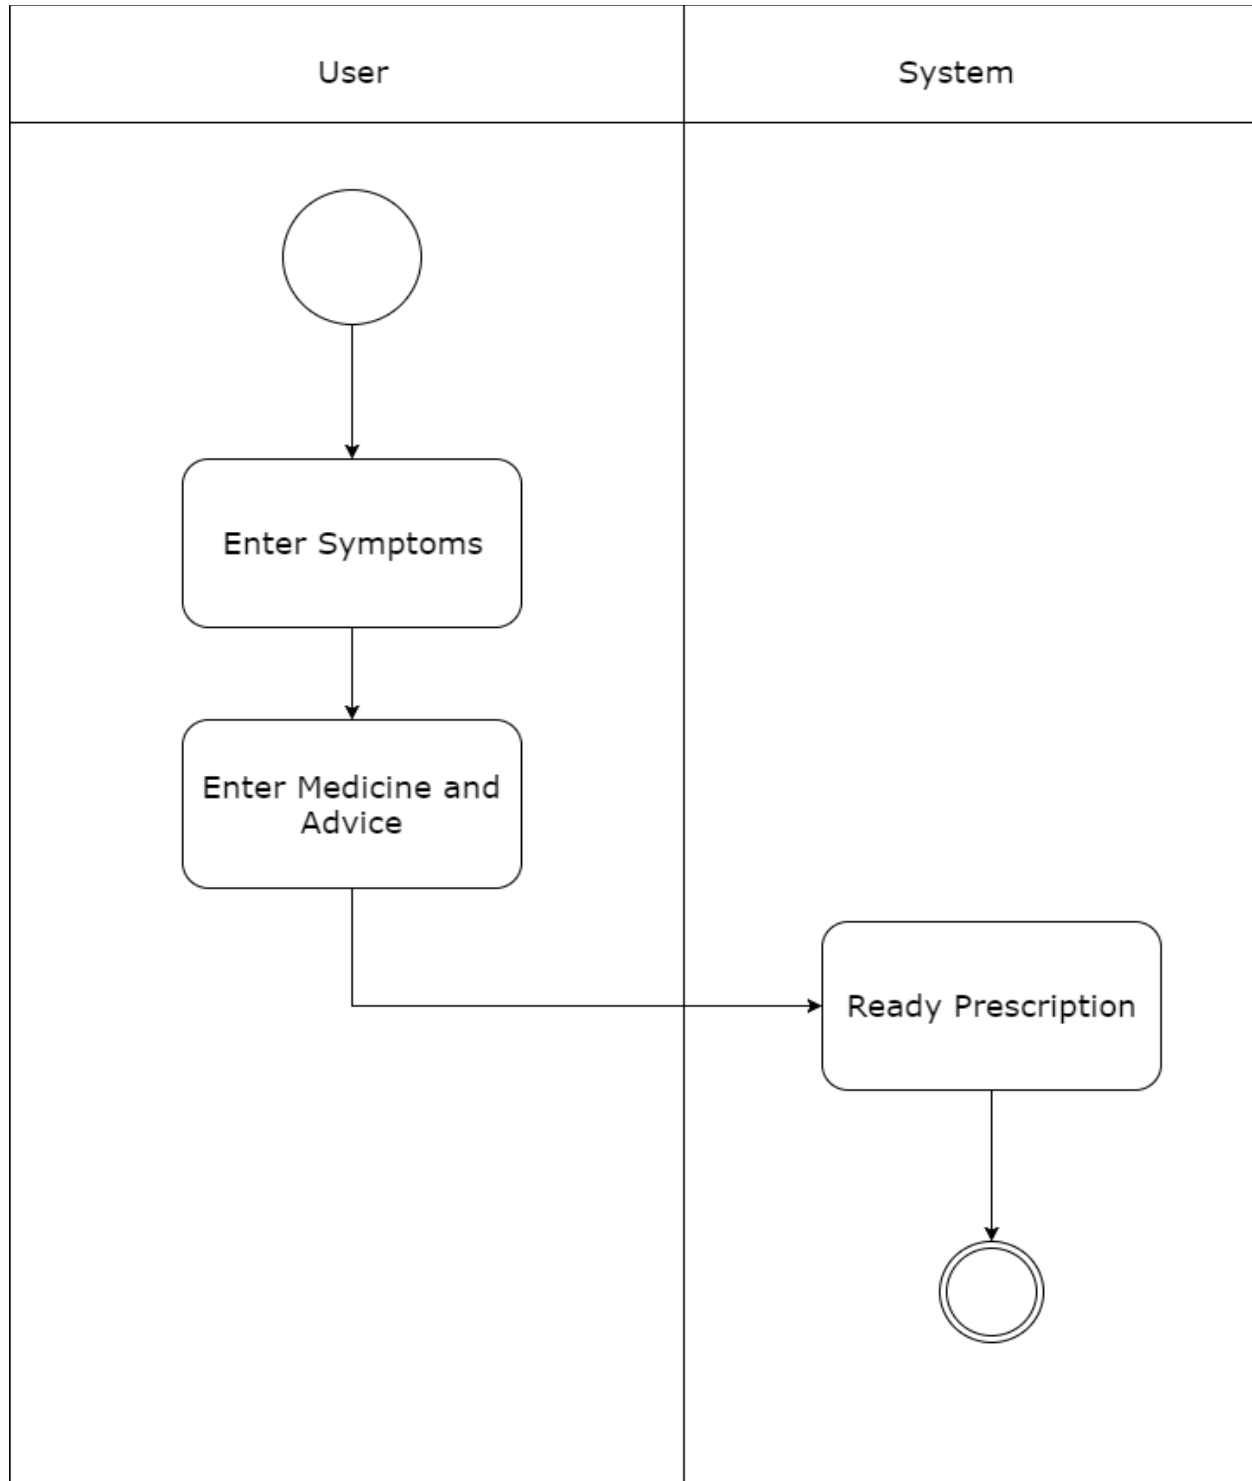 User
System
Enter Symptoms
Enter Medicine and
Advice
Ready Prescription